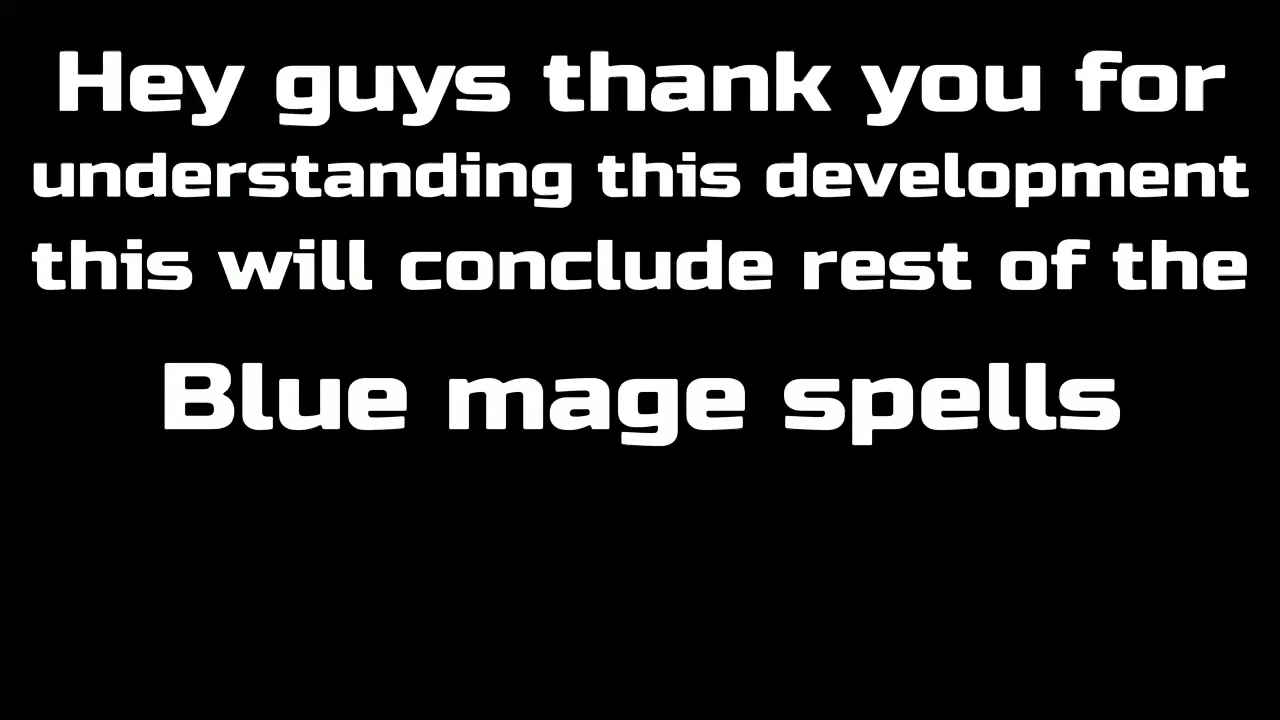 Hey guys thank you for
understanding this development
this will conclude rest of the
Blue mage spells